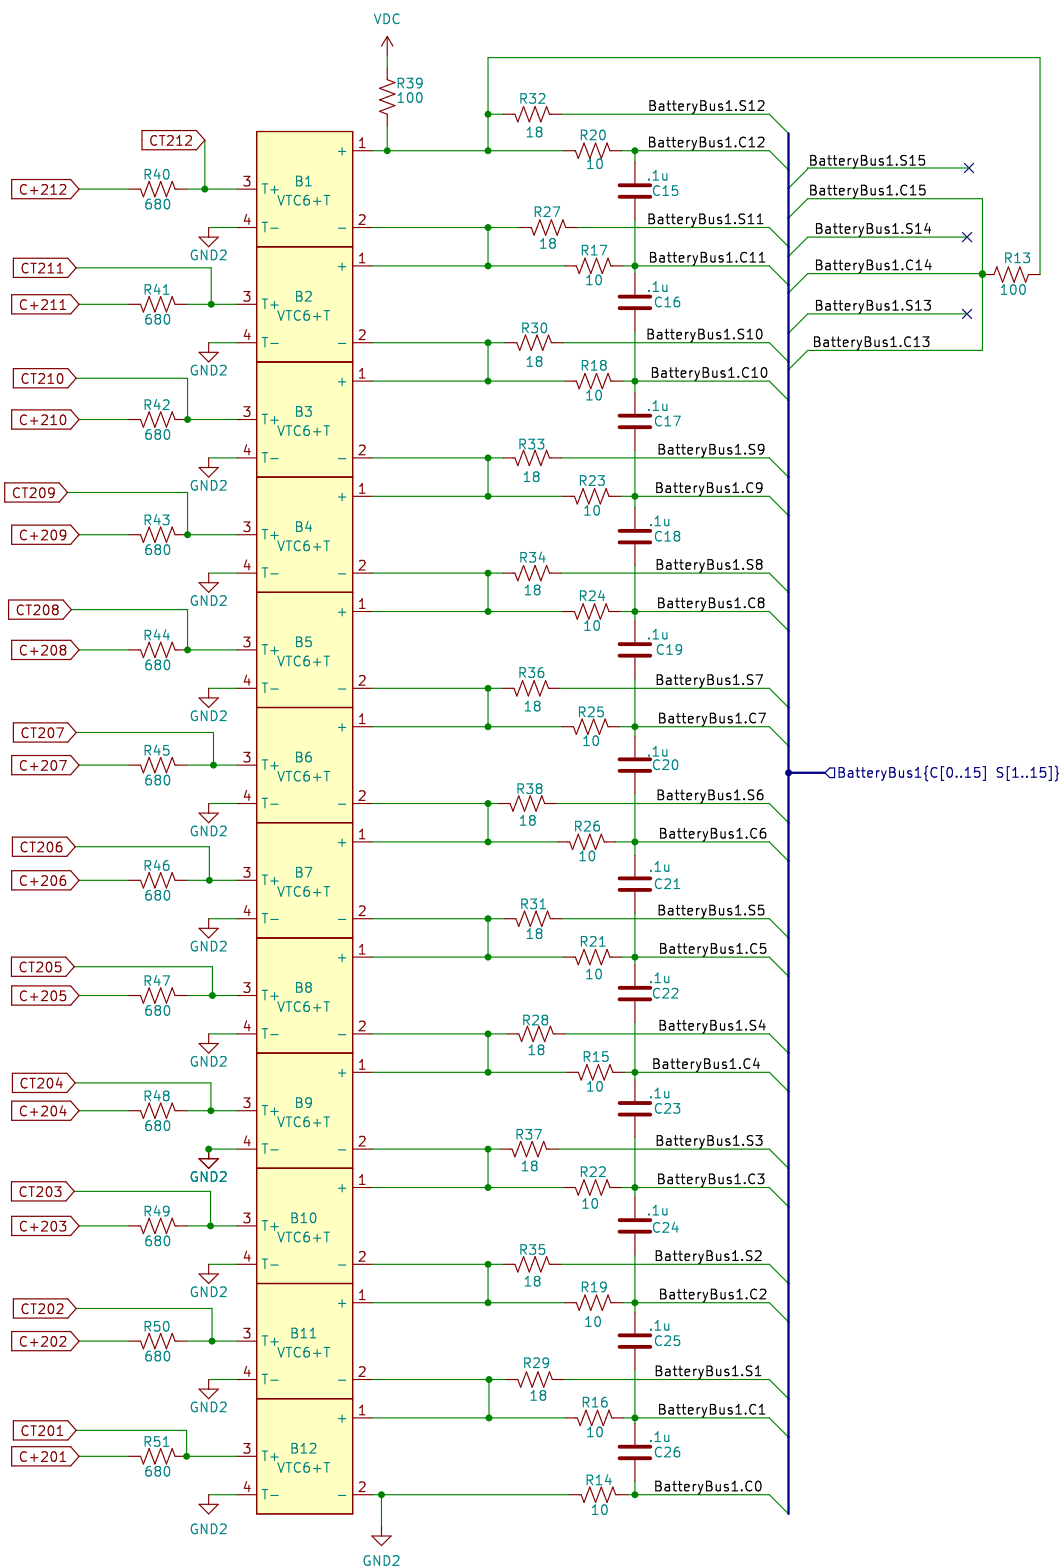 VDC
R39
100
R32
18
BatteryBus1.S12
CT212
R20
10
BatteryBus1.C12
1
+
R40
680
C+212
3
T+
B1
VTC6+T
.1u
C15
BatteryBus1.S15
BatteryBus1.C15
4
T−
GND2
2
−
R27
18
BatteryBus1.S11
BatteryBus1.S14
CT211
1
+
R17
10
BatteryBus1.C11
BatteryBus1.C14
R13
100
R41
680
C+211
3
T+
B2
VTC6+T
.1u
C16
BatteryBus1.S13
4
T−
GND2
2
−
R30
18
BatteryBus1.S10
BatteryBus1.C13
CT210
1
+
R18
10
BatteryBus1.C10
R42
680
C+210
3
T+
B3
VTC6+T
.1u
C17
4
T−
GND2
2
−
R33
18
BatteryBus1.S9
CT209
1
+
R23
10
BatteryBus1.C9
R43
680
C+209
3
T+
B4
VTC6+T
.1u
C18
4
T−
GND2
2
−
R34
18
BatteryBus1.S8
CT208
1
+
R24
10
BatteryBus1.C8
R44
680
C+208
3
T+
B5
VTC6+T
.1u
C19
4
T−
GND2
2
−
R36
18
BatteryBus1.S7
CT207
1
+
R25
10
BatteryBus1.C7
R45
680
C+207
3
T+
B6
VTC6+T
.1u
C20
BatteryBus1{C[0..15] S[1..15]}
4
T−
GND2
2
−
R38
18
BatteryBus1.S6
CT206
1
+
R26
10
BatteryBus1.C6
R46
680
C+206
3
T+
B7
VTC6+T
.1u
C21
4
T−
GND2
2
−
R31
18
BatteryBus1.S5
CT205
1
+
R21
10
BatteryBus1.C5
R47
680
C+205
3
T+
B8
VTC6+T
.1u
C22
4
T−
GND2
2
−
R28
18
BatteryBus1.S4
CT204
1
+
R15
10
BatteryBus1.C4
R48
680
C+204
3
T+
B9
VTC6+T
.1u
C23
4
T−
GND2
2
−
R37
18
BatteryBus1.S3
CT203
1
+
R22
10
BatteryBus1.C3
R49
680
C+203
3
T+
B10
VTC6+T
.1u
C24
4
T−
GND2
2
−
R35
18
BatteryBus1.S2
CT202
1
+
R19
10
BatteryBus1.C2
R50
680
C+202
3
T+
B11
VTC6+T
.1u
C25
4
T−
GND2
2
−
R29
18
BatteryBus1.S1
CT201
1
+
R16
10
BatteryBus1.C1
R51
680
C+201
3
T+
B12
VTC6+T
.1u
C26
4
T−
GND2
2
−
R14
10
BatteryBus1.C0
GND2